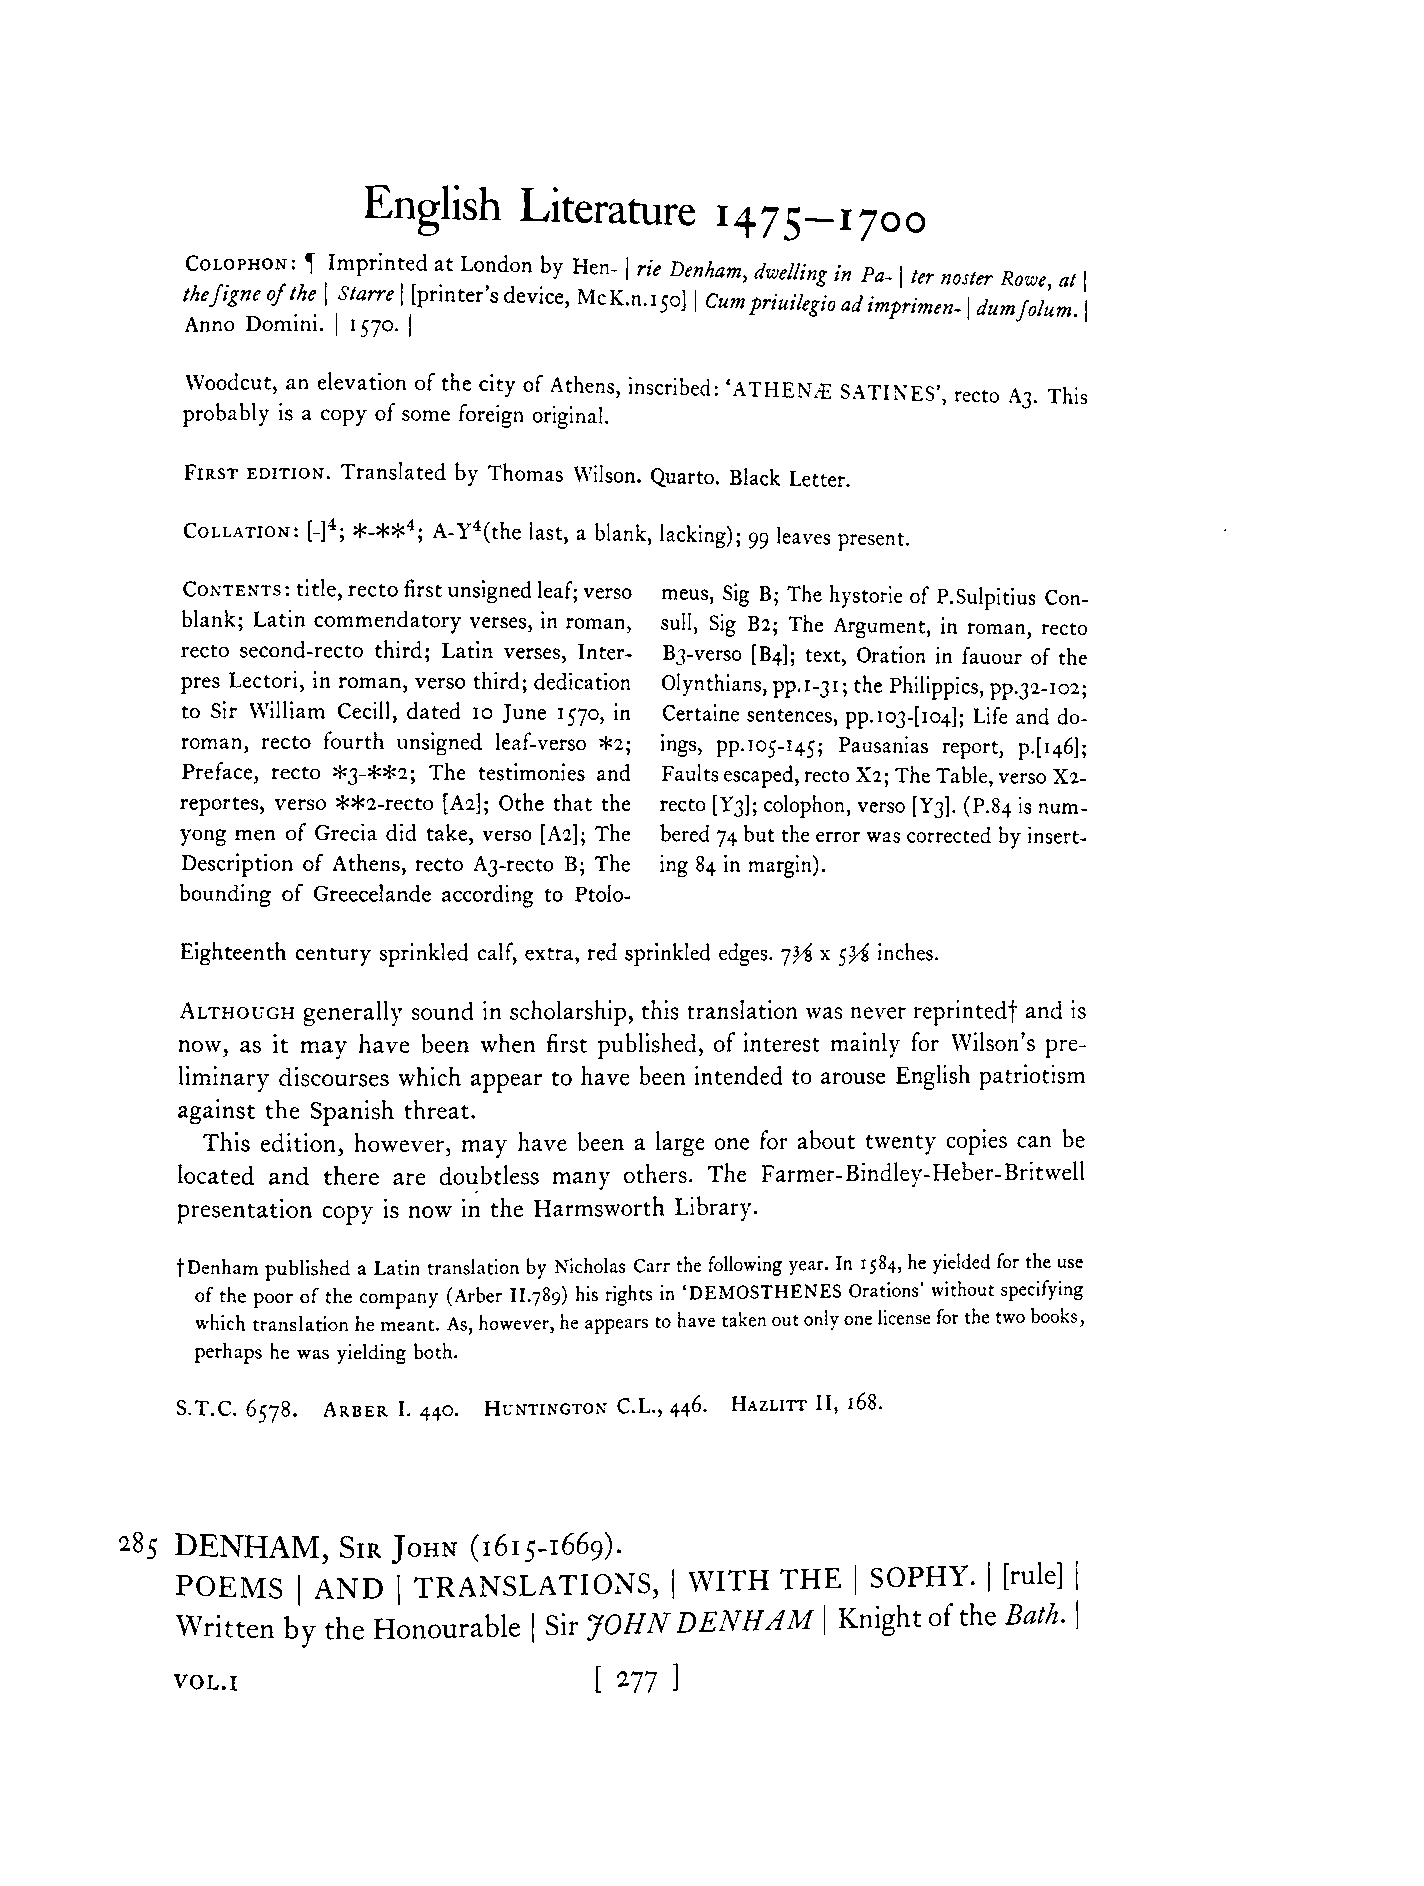 English Literature 1475–1700
COLOPHON: ¶ Imprinted at London by Hen- | rie Denham, dwelling in Pa- | ter noster Rowe, at |
the ſigne of the | Starre | [printer's device, McK.n.150] | Cum priuilegio ad imprimen- | dum ſolum. |
Anno Domini. | 1570. |
Woodcut, an elevation of the city of Athens, inscribed: 'ATHENÆ SATINES', recto A3. This
probably is a copy of some foreign original.
FIRST EDITION. Translated by Thomas Wilson. Quarto. Black Letter.
COLLATION: [-]⁴; *-**⁴; A-Y⁴(the last, a blank, lacking); 99 leaves present.
CONTENTS: title, recto first unsigned leaf; verso
blank; Latin commendatory verses, in roman,
recto second-recto third; Latin verses, Inter-
pres Lectori, in roman, verso third; dedication
to Sir William Cecill, dated 10 June 1570, in
roman, recto fourth unsigned leaf-verso *2;
Preface, recto *3-**2; The testimonies and
reportes, verso **2-recto [A2]; Othe that the
yong men of Grecia did take, verso [A2]; The
Description of Athens, recto A3-recto B; The
bounding of Greecelande according to Ptolo-
meus, Sig B; The hystorie of P.Sulpitius Con-
sull, Sig B2; The Argument, in roman, recto
B3-verso [B4]; text, Oration in fauour of the
Olynthians, pp.1-31; the Philippics, pp.32-102;
Certaine sentences, pp.103-[104]; Life and do-
ings, pp.105-145; Pausanias report, p.[146];
Faults escaped, recto X2; The Table, verso X2-
recto [Y3]; colophon, verso [Y3]. (P.84 is num-
bered 74 but the error was corrected by insert-
ing 84 in margin).
Eighteenth century sprinkled calf, extra, red sprinkled edges. 7⅜ x 5⅜ inches.
ALTHOUGH generally sound in scholarship, this translation was never reprinted† and is
now, as it may have been when first published, of interest mainly for Wilson's pre-
liminary discourses which appear to have been intended to arouse English patriotism
against the Spanish threat.
This edition, however, may have been a large one for about twenty copies can be
located and there are doubtless many others. The Farmer-Bindley-Heber-Britwell
presentation copy is now in the Harmsworth Library.
†Denham published a Latin translation by Nicholas Carr the following year. In 1584, he yielded for the use
of the poor of the company (Arber II.789) his rights in 'DEMOSTHENES Orations' without specifying
which translation he meant. As, however, he appears to have taken out only one license for the two books,
perhaps he was yielding both.
S.T.C. 6578. ARBER I. 440. HUNTINGTON C.L., 446. HAZLITT II, 168.
285 DENHAM, SIR JOHN (1615-1669).
POEMS | AND | TRANSLATIONS, | WITH THE | SOPHY. | [rule] |
Written by the Honourable | Sir JOHN DENHAM | Knight of the Bath. |
VOL.I [ 277 ]